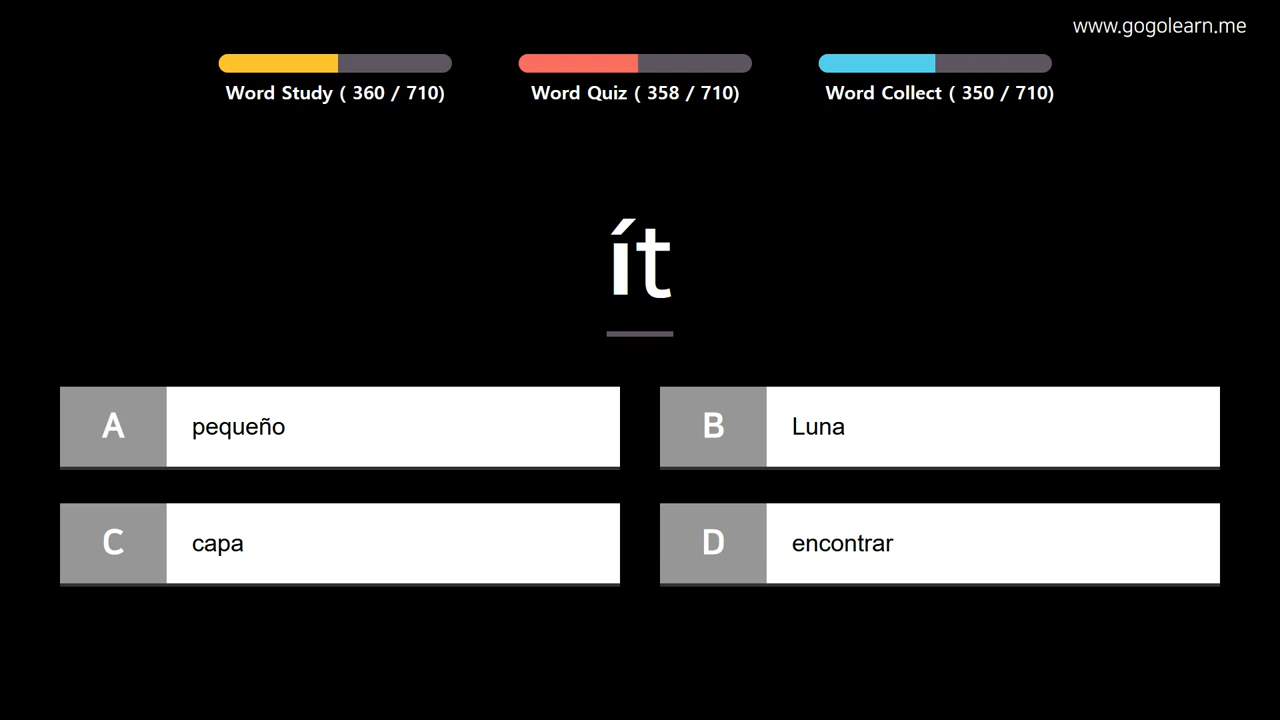 www.gogolearn.me
Word Study ( 360 / 710)
Word Quiz ( 358 / 710)
Word Collect ( 350 / 710)
ít
A pequeño
B Luna
C capa
D encontrar